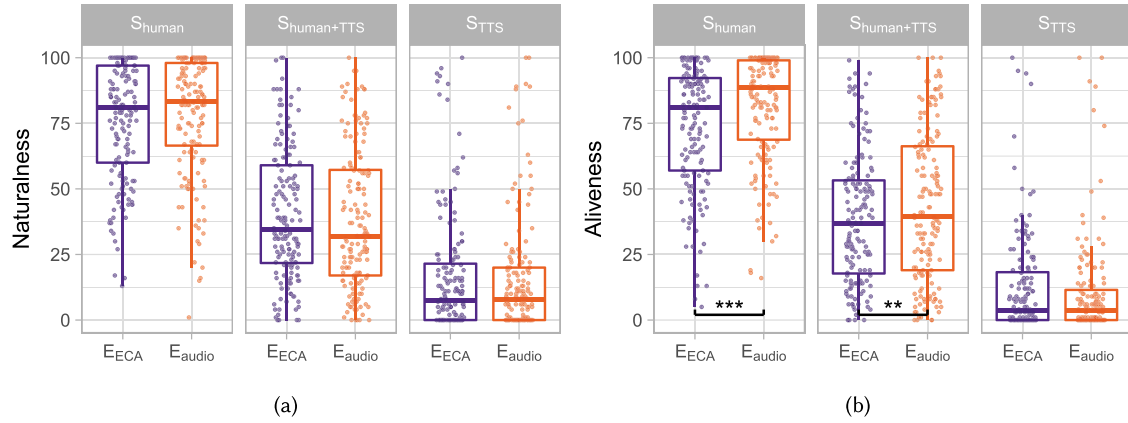 S_human S_human+TTS S_TTS
Naturalness
100
75
50
25
0
E_ECA E_audio E_ECA E_audio E_ECA E_audio
(a)
S_human S_human+TTS S_TTS
Aliveness
100
75
50
25
0
*** **
E_ECA E_audio E_ECA E_audio E_ECA E_audio
(b)